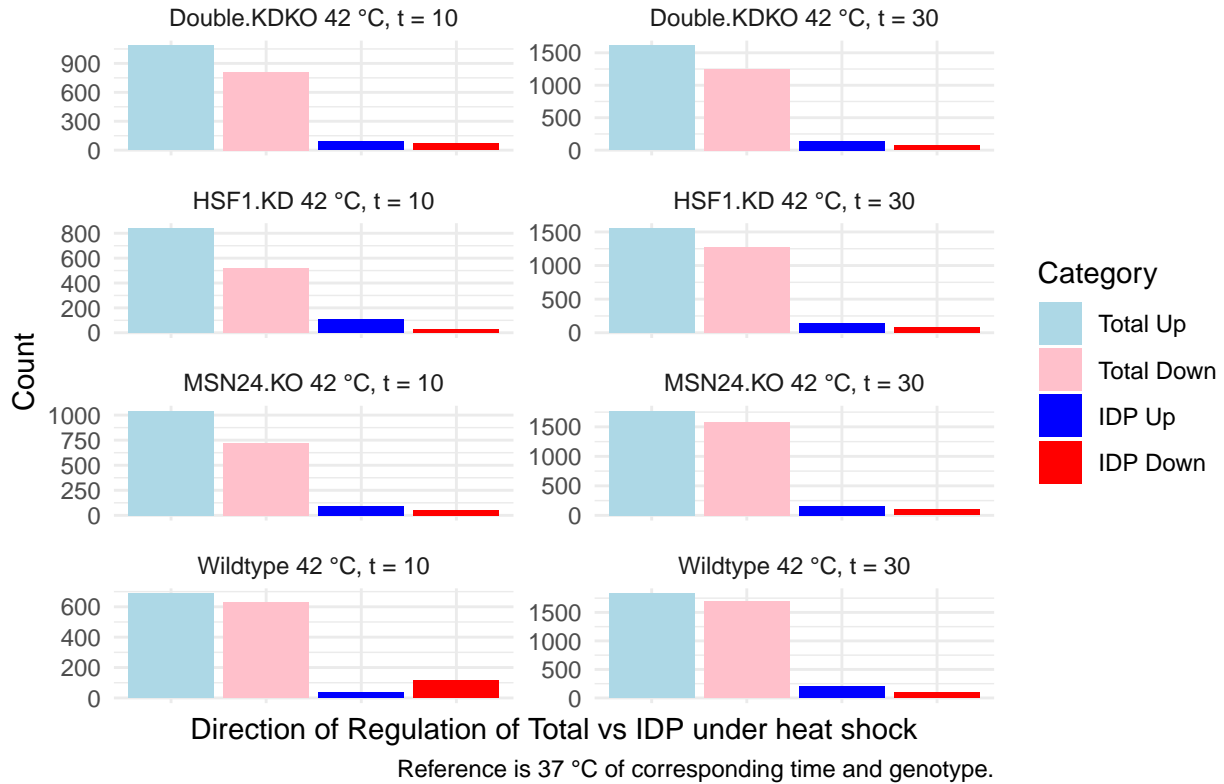 Double.KDKO 42 °C, t = 10
900
600
300
0
Double.KDKO 42 °C, t = 30
1500
1000
500
0
HSF1.KD 42 °C, t = 10
800
600
400
200
0
HSF1.KD 42 °C, t = 30
1500
1000
500
0
MSN24.KO 42 °C, t = 10
1000
750
500
250
0
MSN24.KO 42 °C, t = 30
1500
1000
500
0
Wildtype 42 °C, t = 10
600
400
200
0
Wildtype 42 °C, t = 30
1500
1000
500
0
Count
Direction of Regulation of Total vs IDP under heat shock
Reference is 37 °C of corresponding time and genotype.
Category
Total Up
Total Down
IDP Up
IDP Down